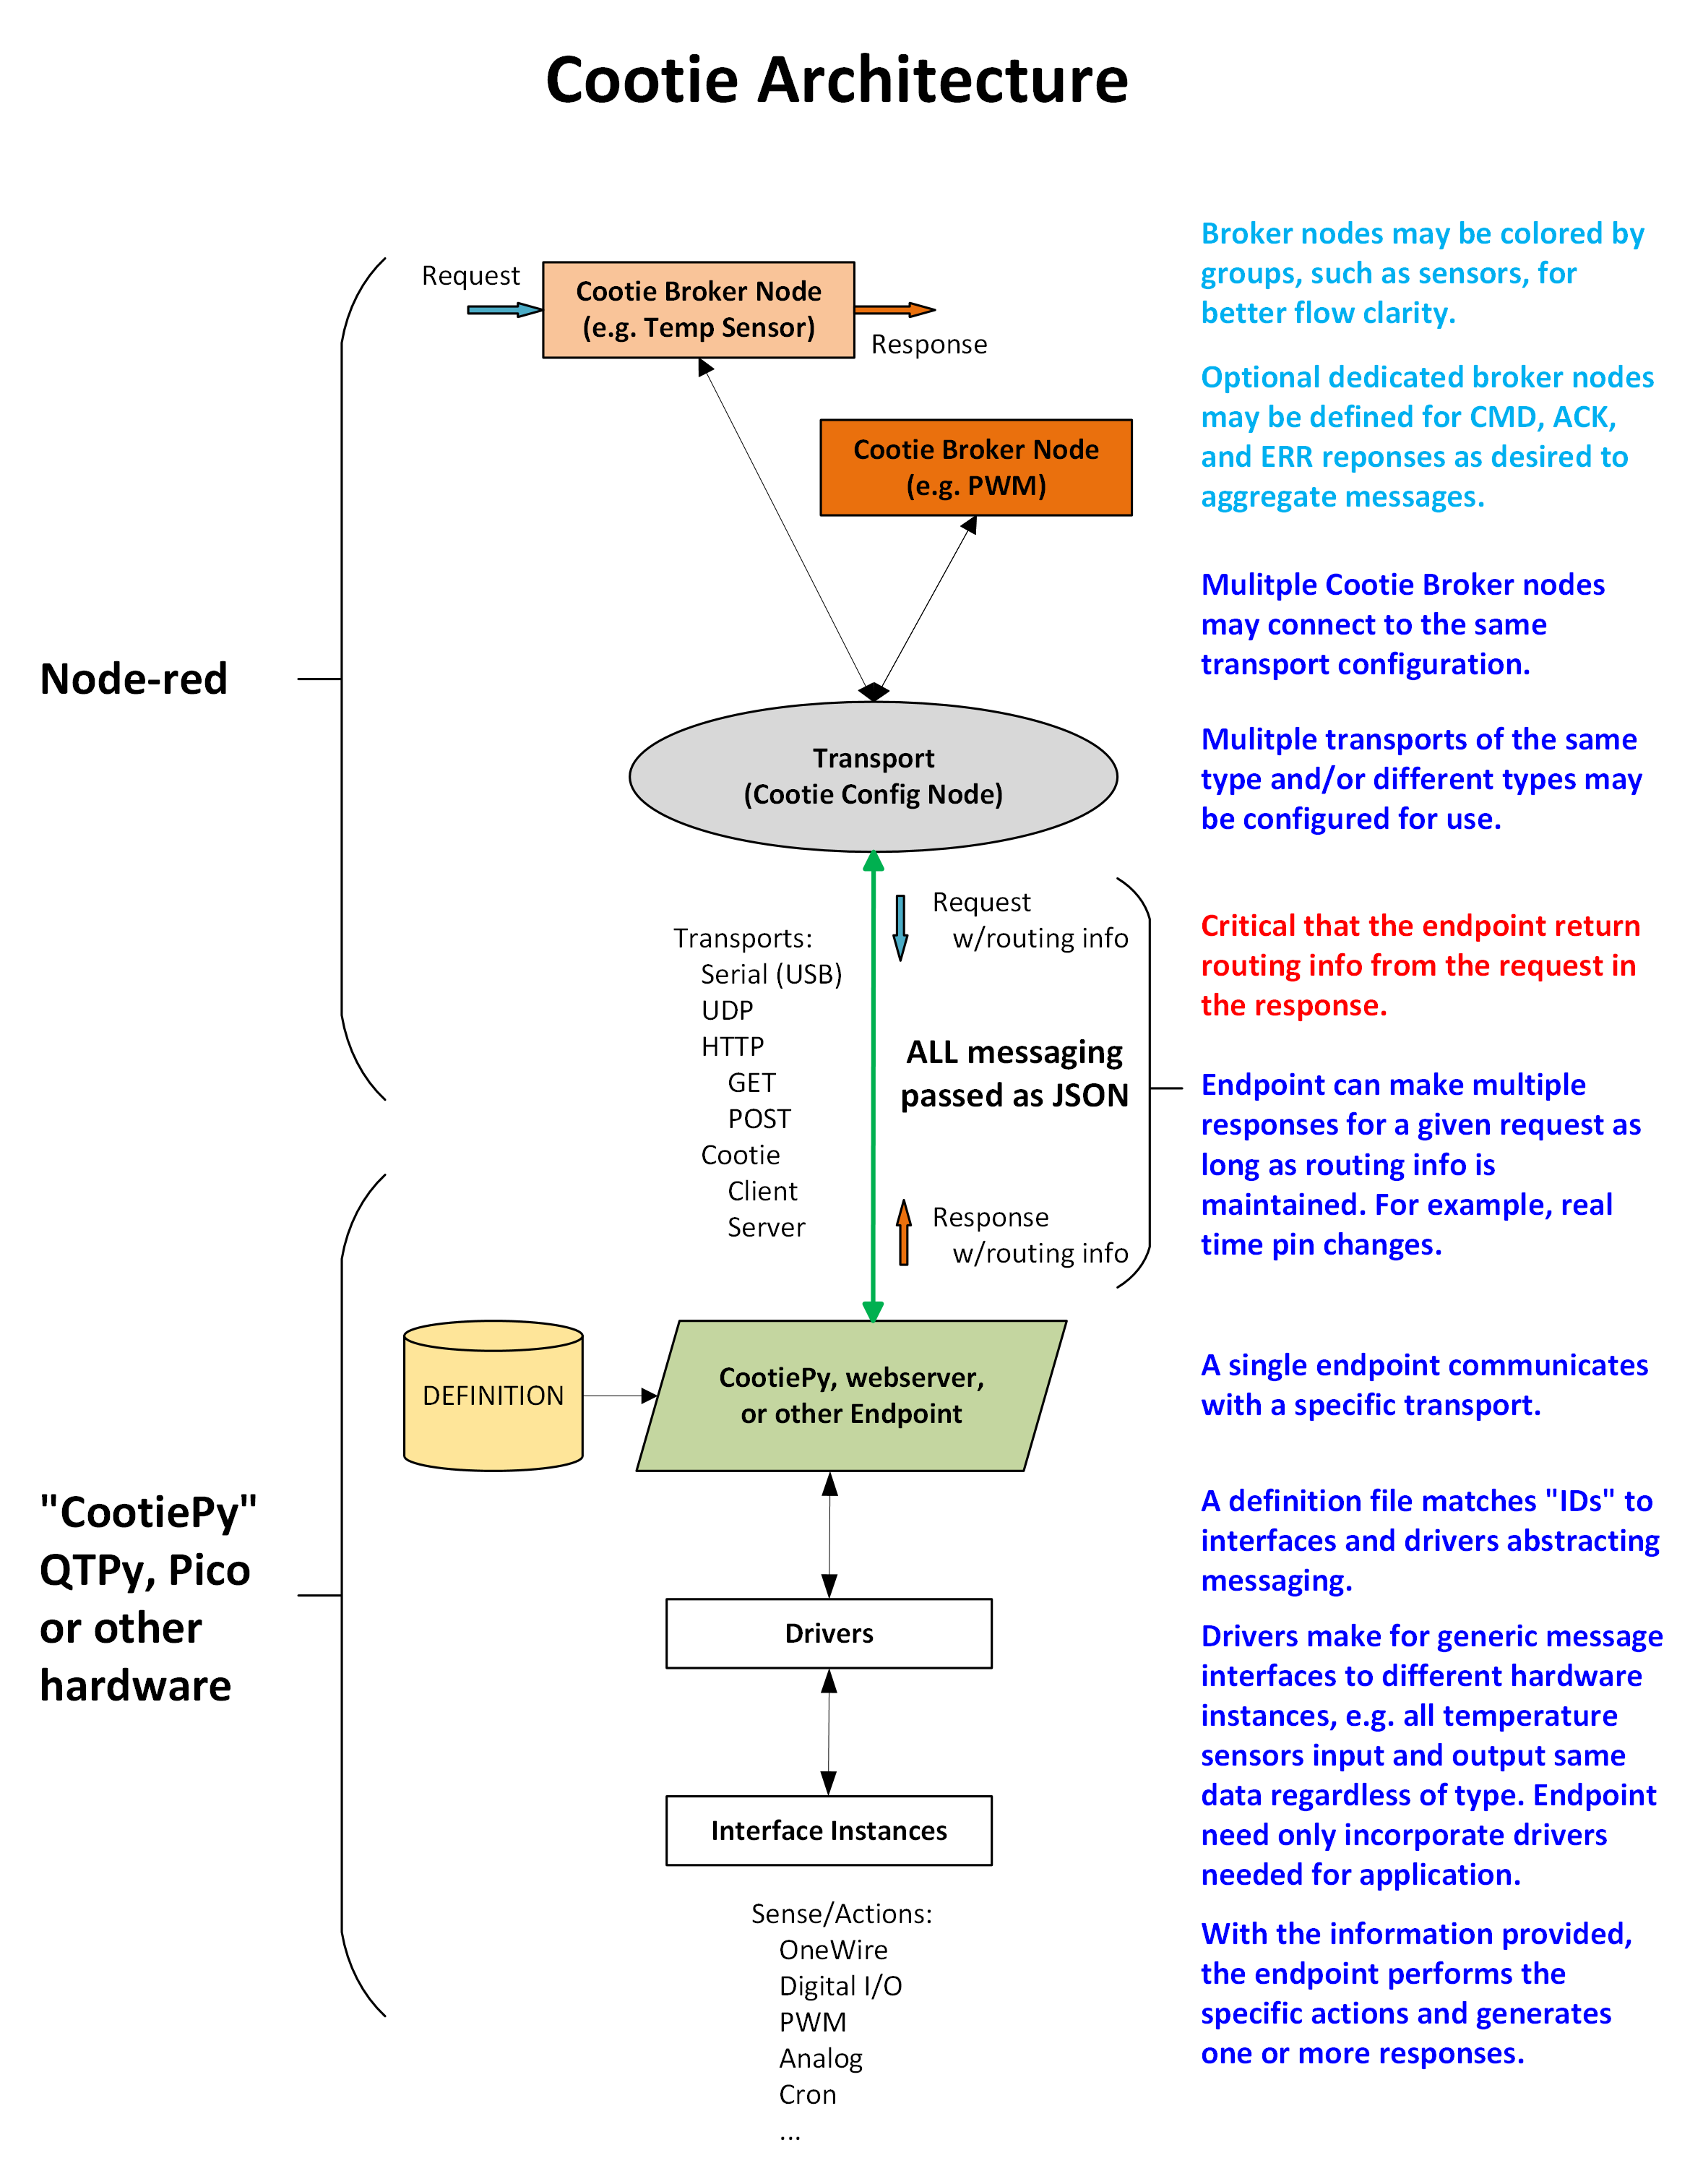 Cootie Architecture
Request
Cootie Broker Node
(e.g. Temp Sensor)
Response
Cootie Broker Node
(e.g. PWM)
Node-red
Transport
(Cootie Config Node)
Transports:
Serial (USB)
UDP
HTTP
GET
POST
Cootie
Client
Server
Request
w/routing info
ALL messaging
passed as JSON
Response
w/routing info
DEFINITION
CootiePy, webserver,
or other Endpoint
"CootiePy"
QTPy, Pico
or other
hardware
Drivers
Interface Instances
Sense/Actions:
OneWire
Digital I/O
PWM
Analog
Cron
...
Broker nodes may be colored by
groups, such as sensors, for
better flow clarity.
Optional dedicated broker nodes
may be defined for CMD, ACK,
and ERR reponses as desired to
aggregate messages.
Mulitple Cootie Broker nodes
may connect to the same
transport configuration.
Mulitple transports of the same
type and/or different types may
be configured for use.
Critical that the endpoint return
routing info from the request in
the response.
Endpoint can make multiple
responses for a given request as
long as routing info is
maintained. For example, real
time pin changes.
A single endpoint communicates
with a specific transport.
A definition file matches "IDs" to
interfaces and drivers abstracting
messaging.
Drivers make for generic message
interfaces to different hardware
instances, e.g. all temperature
sensors input and output same
data regardless of type. Endpoint
need only incorporate drivers
needed for application.
With the information provided,
the endpoint performs the
specific actions and generates
one or more responses.